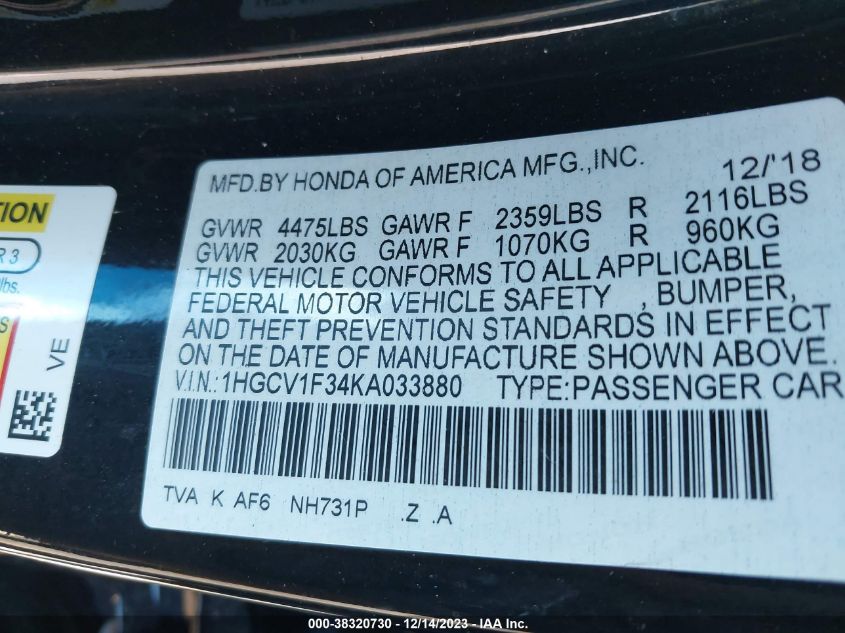 MFD.BY HONDA OF AMERICA MFG.,INC. 12/'18
GVWR 4475LBS GAWR F 2359LBS R 2116LBS
GVWR 2030KG GAWR F 1070KG R 960KG
THIS VEHICLE CONFORMS TO ALL APPLICABLE
FEDERAL MOTOR VEHICLE SAFETY , BUMPER,
AND THEFT PREVENTION STANDARDS IN EFFECT
ON THE DATE OF MANUFACTURE SHOWN ABOVE.
V.I.N.:1HGCV1F34KA033880 TYPE:PASSENGER CAR
TVA K AF6 NH731P .Z .A
R 3
lbs.
VE
000-38320730 - 12/14/2023 - IAA Inc.